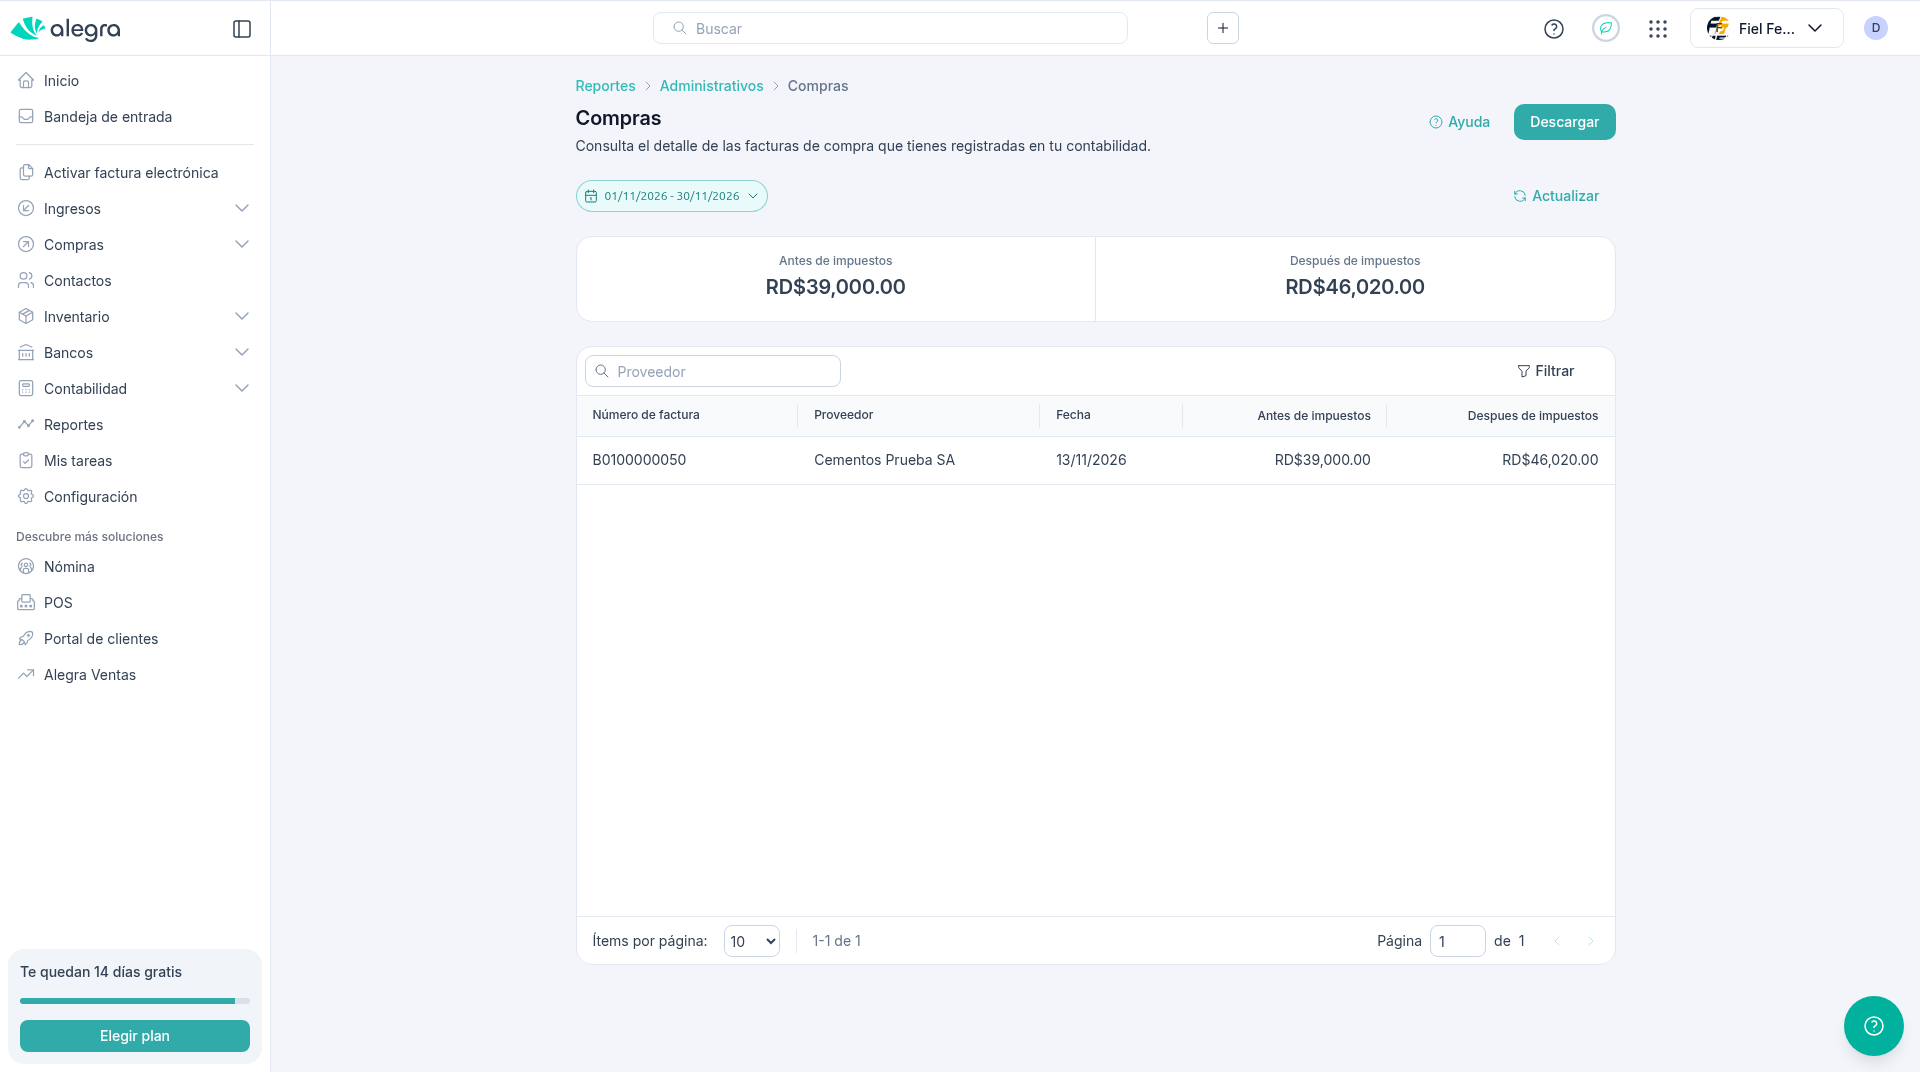 alegra
Buscar
Fiel Fe...
D
Inicio
Bandeja de entrada
Activar factura electrónica
Ingresos
Compras
Contactos
Inventario
Bancos
Contabilidad
Reportes
Mis tareas
Configuración
Descubre más soluciones
Nómina
POS
Portal de clientes
Alegra Ventas
Te quedan 14 días gratis
Elegir plan
Reportes > Administrativos > Compras
Compras
Consulta el detalle de las facturas de compra que tienes registradas en tu contabilidad.
Ayuda
Descargar
01/11/2026 - 30/11/2026
Actualizar
Antes de impuestos
RD$39,000.00
Después de impuestos
RD$46,020.00
Proveedor
Filtrar
Número de factura Proveedor Fecha Antes de impuestos Despues de impuestos
B0100000050 Cementos Prueba SA 13/11/2026 RD$39,000.00 RD$46,020.00
Ítems por página: 10 1-1 de 1 Página 1 de 1